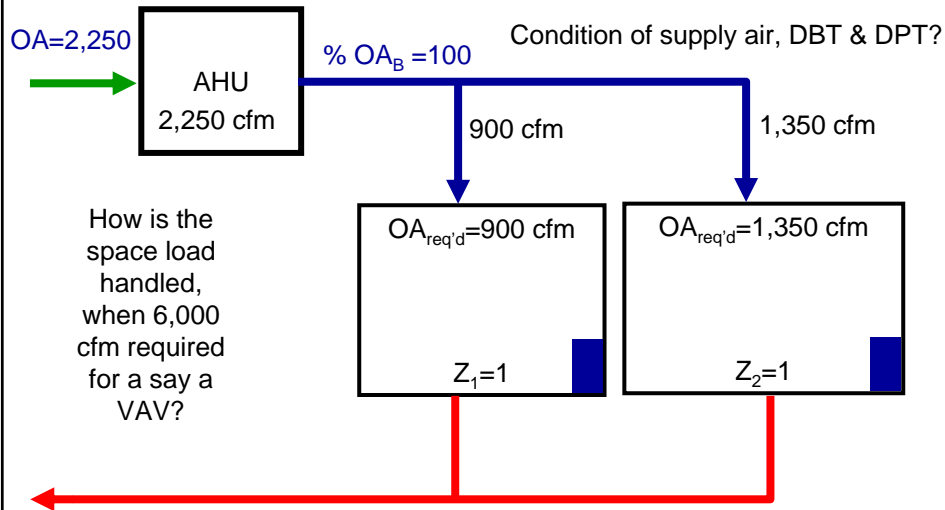 OA=2,250
% OA_B =100
Condition of supply air, DBT & DPT?
AHU
2,250 cfm
900 cfm
1,350 cfm
How is the
space load
handled,
when 6,000
cfm required
for a say a
VAV?
OA_req'd=900 cfm
Z_1=1
OA_req'd=1,350 cfm
Z_2=1